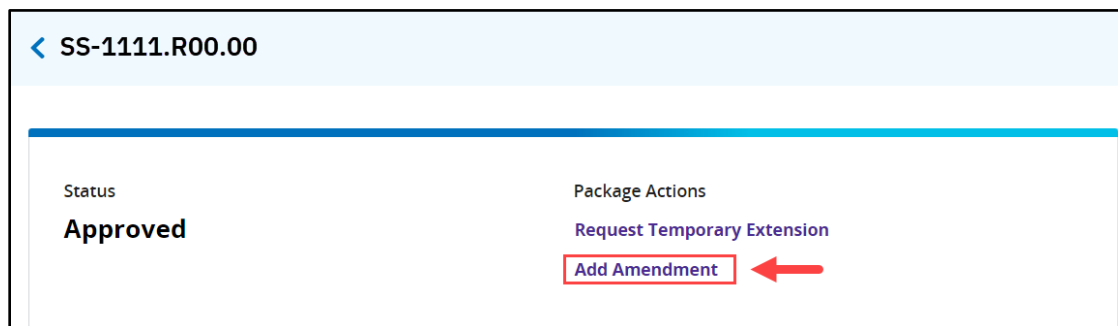 SS-1111.R00.00
Status
Approved
Package Actions
Request Temporary Extension
Add Amendment